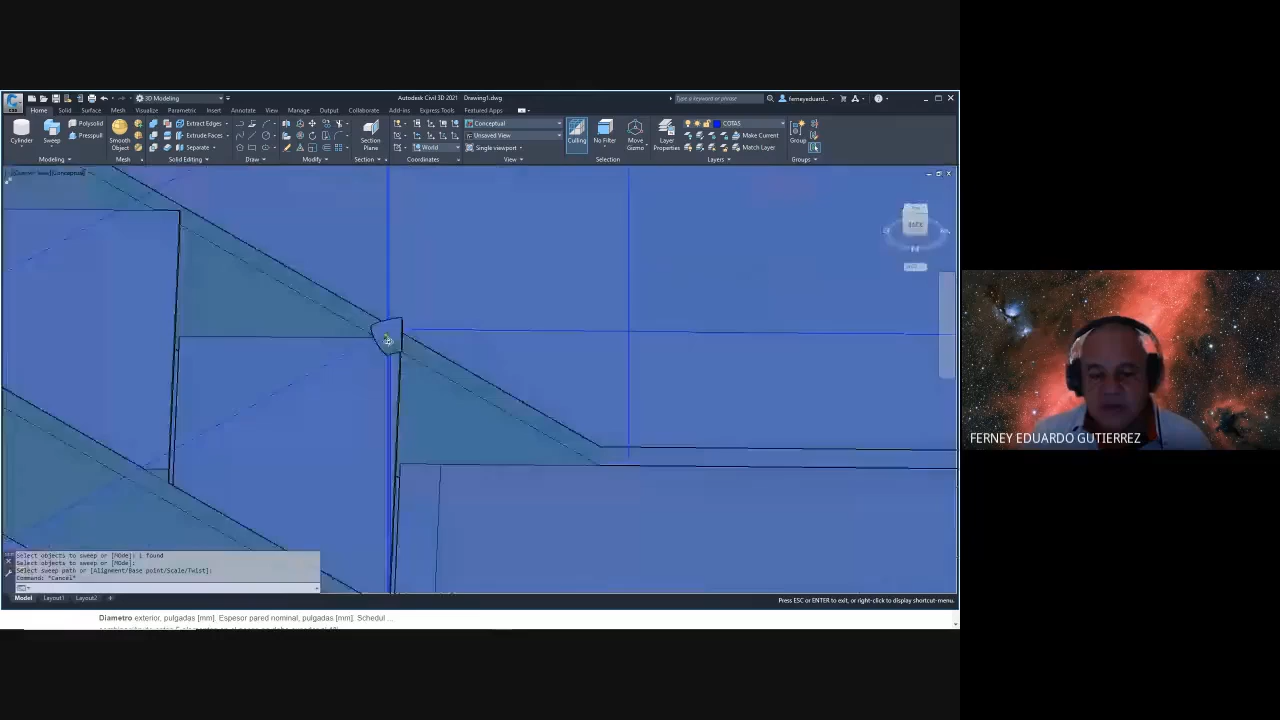 3D Modeling
Autodesk Civil 3D 2021 Drawing1.dwg
Type a keyword or phrase
ferneyeduard...
Home Solid Surface Mesh Visualize Parametric Insert Annotate View Manage Output Collaborate Add-ins Express Tools Featured Apps
Cylinder
Sweep
Polysolid
Presspull
Smooth
Object
Extract Edges
Extrude Faces
Separate
Section
Plane
World
Conceptual
Unsaved View
Single viewport
Culling
No Filter
Move
Gizmo
Layer
Properties
COTAS
Make Current
Match Layer
Group
Modeling
Mesh
Solid Editing
Draw
Modify
Section
Coordinates
View
Selection
Layers
Groups
Select objects to sweep or [MOde]: 1 found
Select objects to sweep or [MOde]:
Select sweep path or [Alignment/Base point/Scale/Twist]:
Command: *Cancel*
Model Layout1 Layout2 +
Press ESC or ENTER to exit, or right-click to display shortcut-menu.
Diametro exterior, pulgadas [mm]. Espesor pared nominal, pulgadas [mm]. Schedul ...
FERNEY EDUARDO GUTIERREZ